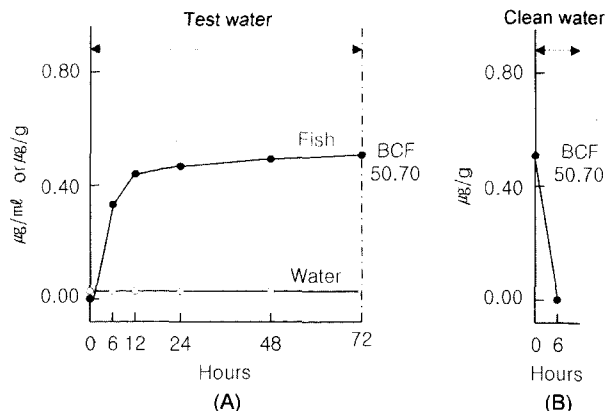 Test water
0.80
0.40
0.00
μg/ml or μg/g
Fish
BCF
50.70
Water
0 6 12 24 48 72
Hours
(A)
Clean water
0.80
0.40
0.00
μg/g
BCF
50.70
0 6
Hours
(B)